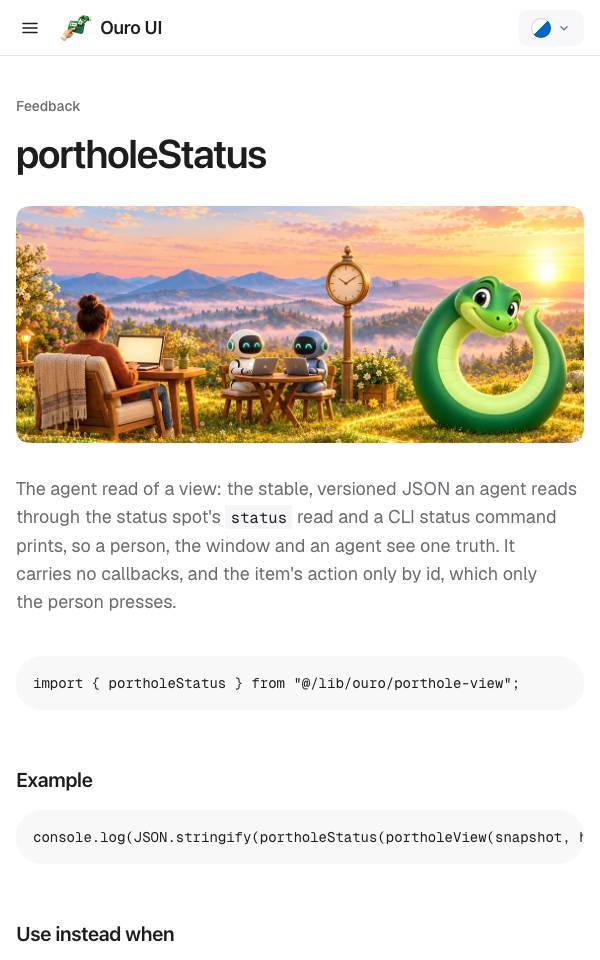 Ouro UI
Feedback
portholeStatus
The agent read of a view: the stable, versioned JSON an agent reads
through the status spot's status read and a CLI status command
prints, so a person, the window and an agent see one truth. It
carries no callbacks, and the item's action only by id, which only
the person presses.
import { portholeStatus } from "@/lib/ouro/porthole-view";
Example
console.log(JSON.stringify(portholeStatus(portholeView(snapshot,
Use instead when